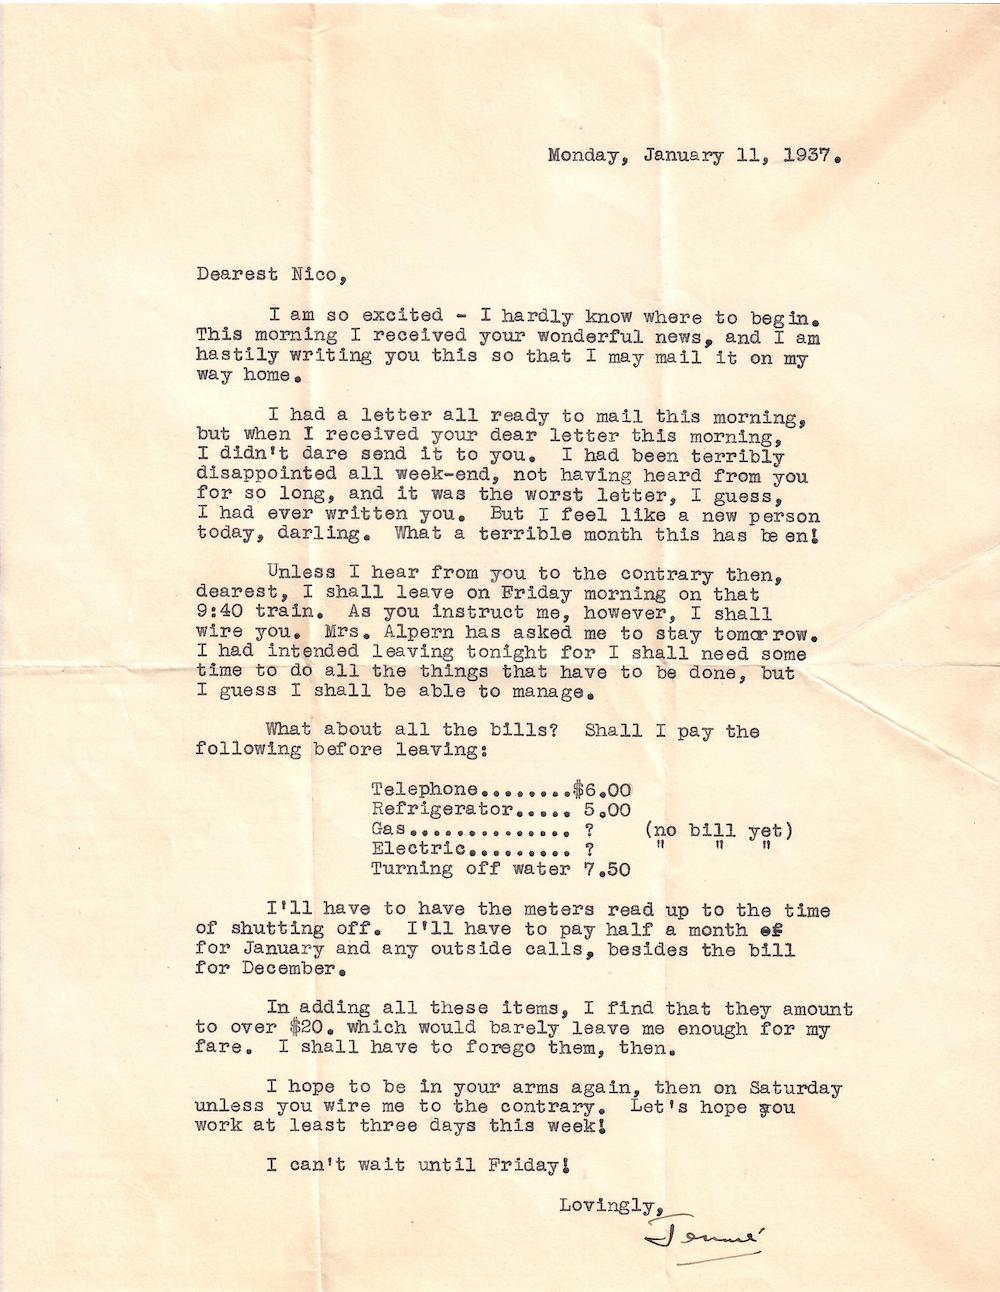 Monday, January 11, 1937.
Dearest Nico,
I am so excited - I hardly know where to begin.
This morning I received your wonderful news, and I am
hastily writing you this so that I may mail it on my
way home.
I had a letter all ready to mail this morning,
but when I received your dear letter this morning,
I didn't dare send it to you. I had been terribly
disappointed all week-end, not having heard from you
for so long, and it was the worst letter, I guess,
I had ever written you. But I feel like a new person
today, darling. What a terrible month this has been!
Unless I hear from you to the contrary then,
dearest, I shall leave on Friday morning on that
9:40 train. As you instruct me, however, I shall
wire you. Mrs. Alpern has asked me to stay tomorrow.
I had intended leaving tonight for I shall need some
time to do all the things that have to be done, but
I guess I shall be able to manage.
What about all the bills? Shall I pay the
following before leaving:
Telephone........$6.00
Refrigerator..... 5.00
Gas.............. ? (no bill yet)
Electric......... ? " " "
Turning off water 7.50
I'll have to have the meters read up to the time
of shutting off. I'll have to pay half a month of
for January and any outside calls, besides the bill
for December.
In adding all these items, I find that they amount
to over $20. which would barely leave me enough for my
fare. I shall have to forego them, then.
I hope to be in your arms again, then on Saturday
unless you wire me to the contrary. Let's hope you
work at least three days this week!
I can't wait until Friday!
Lovingly,
Jennie